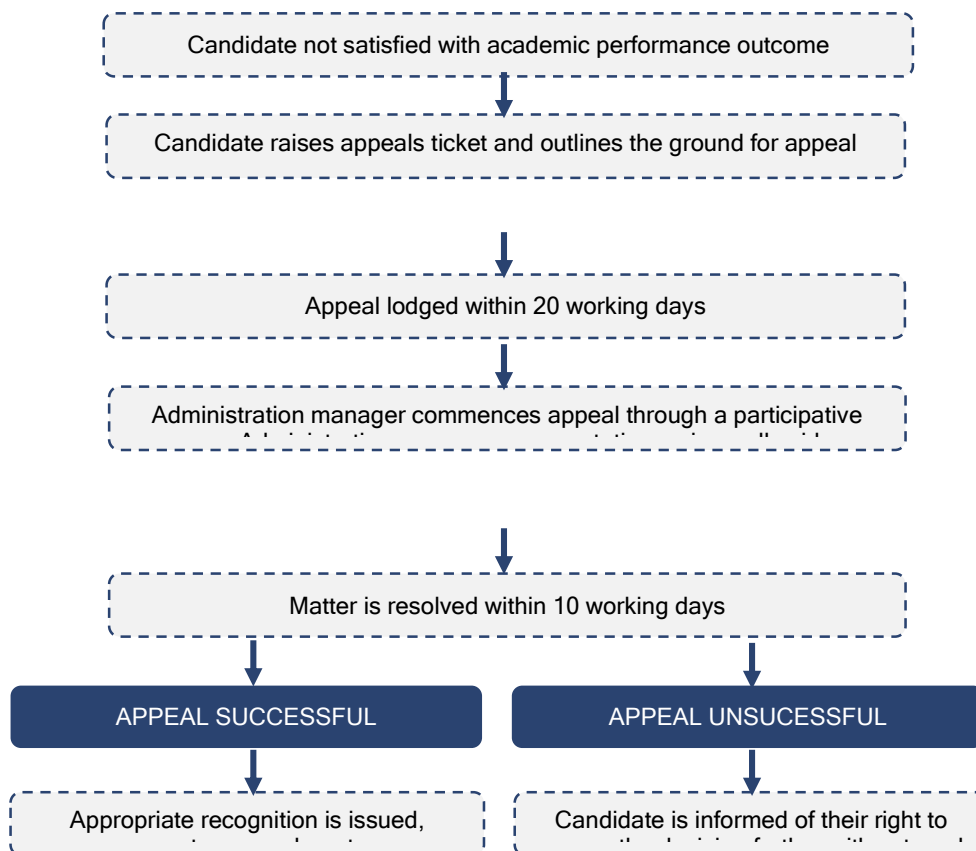 Candidate not satisfied with academic performance outcome
Candidate raises appeals ticket and outlines the ground for appeal
Appeal lodged within 20 working days
Administration manager commences appeal through a participative
Matter is resolved within 10 working days
APPEAL SUCCESSFUL
APPEAL UNSUCESSFUL
Appropriate recognition is issued,
Candidate is informed of their right to